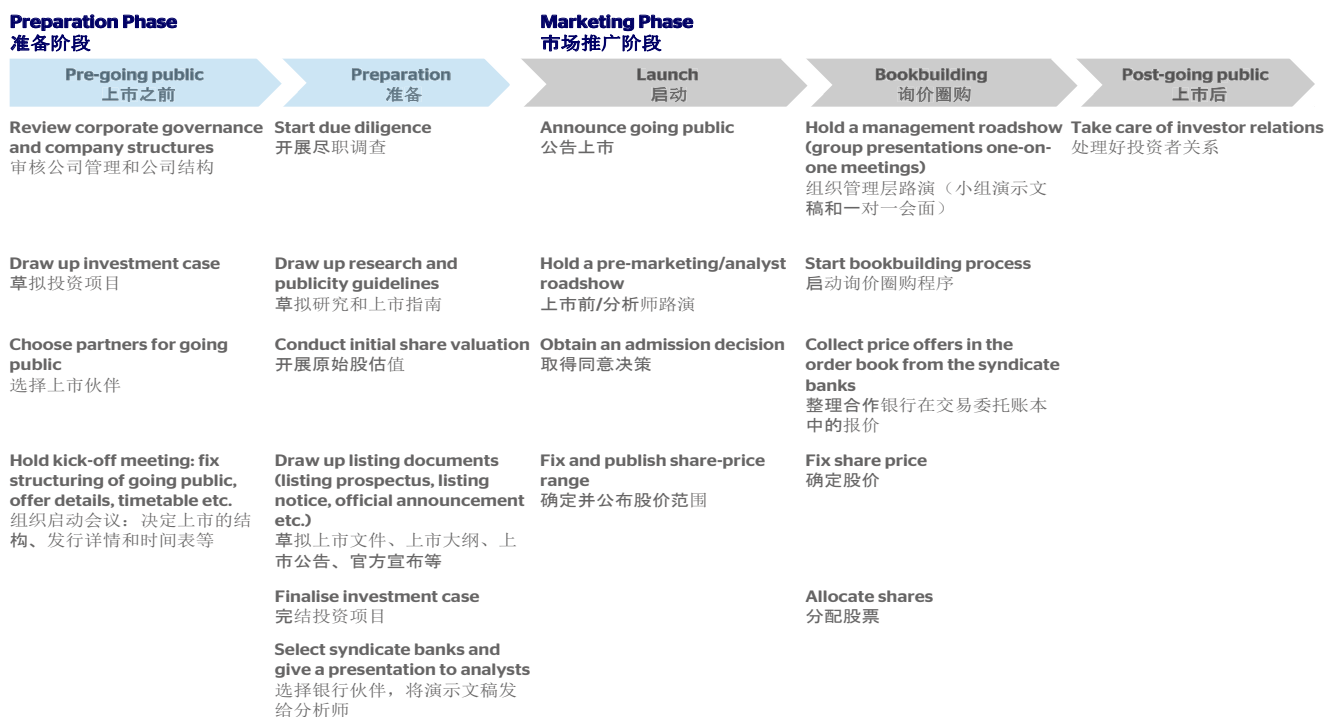 Preparation Phase
准备阶段
Marketing Phase
市场推广阶段
Pre-going public
上市之前
Preparation
准备
Launch
启动
Bookbuilding
询价圈购
Post-going public
上市后
Review corporate governance
and company structures
审核公司管理和公司结构
Start due diligence
开展尽职调查
Announce going public
公告上市
Hold a management roadshow
(group presentations one-on-
one meetings)
组织管理层路演（小组演示文
稿和一对一会面）
Take care of investor relations
处理好投资者关系
Draw up investment case
草拟投资项目
Draw up research and
publicity guidelines
草拟研究和上市指南
Hold a pre-marketing/analyst
roadshow
上市前/分析师路演
Start bookbuilding process
启动询价圈购程序
Choose partners for going
public
选择上市伙伴
Conduct initial share valuation
开展原始股估值
Obtain an admission decision
取得同意决策
Collect price offers in the
order book from the syndicate
banks
整理合作银行在交易委托账本
中的报价
Hold kick-off meeting: fix
structuring of going public,
offer details, timetable etc.
组织启动会议：决定上市的结
构、发行详情和时间表等
Draw up listing documents
(listing prospectus, listing
notice, official announcement
etc.)
草拟上市文件、上市大纲、上
市公告、官方宣布等
Fix and publish share-price
range
确定并公布股价范围
Fix share price
确定股价
Finalise investment case
完结投资项目
Allocate shares
分配股票
Select syndicate banks and
give a presentation to analysts
选择银行伙伴，将演示文稿发
给分析师